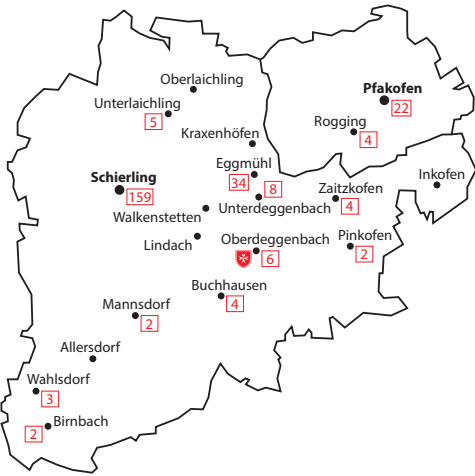 Oberlaichling
Unterlaichling
5
Pfakofen
22
Rogging
4
Kraxenhöfen
Eggmühl
34
8
Unterdeggenbach
Schierling
159
Zaitzkofen
4
Inkofen
Walkenstetten
Lindach
Oberdeggenbach
6
Pinkofen
2
Buchhausen
4
Mannsdorf
2
Allersdorf
Wahlsdorf
3
Birnbach
2